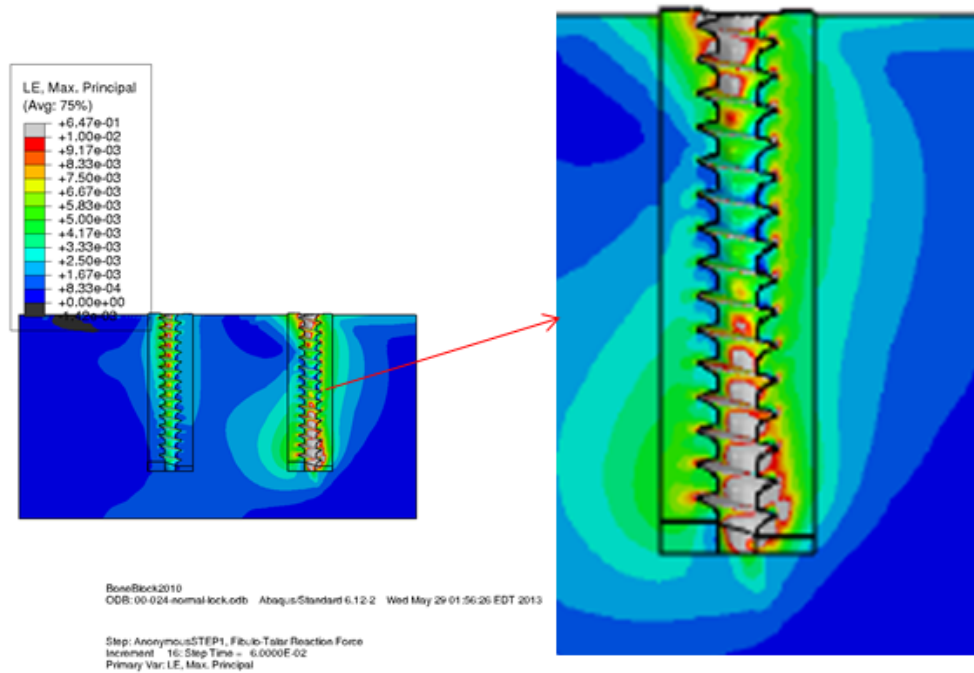 LE, Max. Principal
(Avg: 75%)
+6.47e-01
+1.00e-02
+9.17e-03
+8.33e-03
+7.50e-03
+6.67e-03
+5.83e-03
+5.00e-03
+4.17e-03
+3.33e-03
+2.50e-03
+1.67e-03
+8.33e-04
+0.00e+00
BoneBlock2010
ODB: 00-024-normal-lock.odb Abaqus/Standard 6.12-2 Wed May 29 01:56:26 EDT 2013
Step: AnonymousSTEP1, Fibulo-Talar Reaction Force
Increment 16: Step Time = 6.0000E-02
Primary Var: LE, Max. Principal